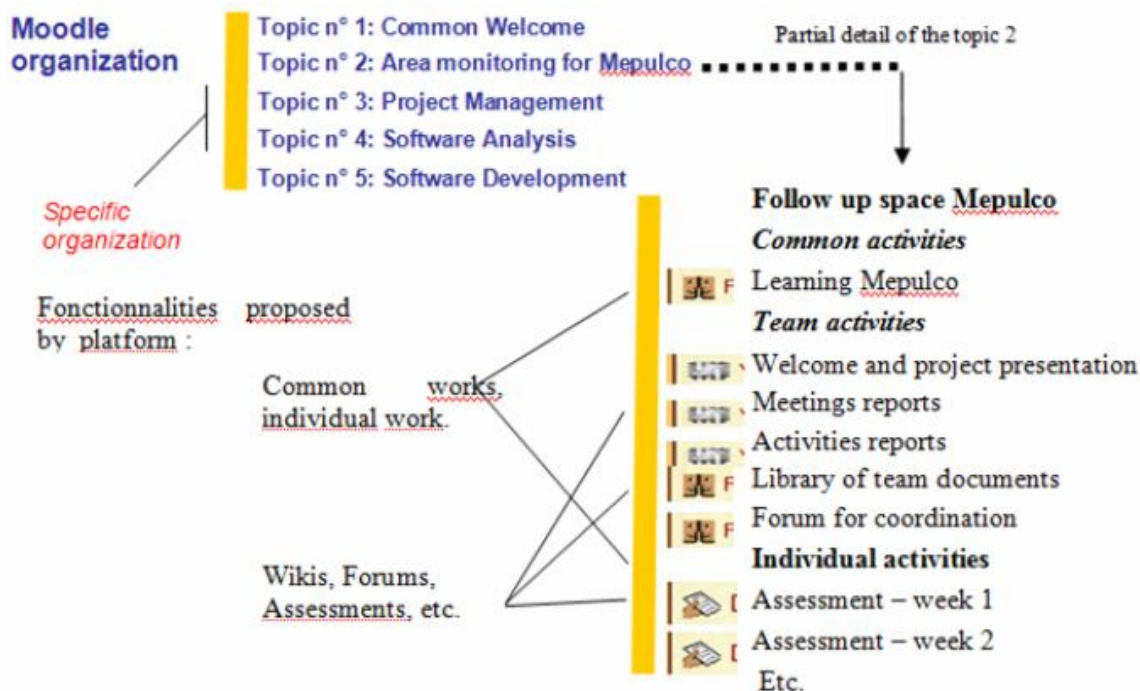 Moodle
organization
Topic n° 1: Common Welcome
Topic n° 2: Area monitoring for Mepulco
Topic n° 3: Project Management
Topic n° 4: Software Analysis
Topic n° 5: Software Development
Partial detail of the topic 2
Specific
organization
Fonctionnalities proposed
by platform :
Common works,
individual work.
Wikis, Forums,
Assessments, etc.
Follow up space Mepulco
Common activities
F Learning Mepulco
Team activities
Welcome and project presentation
Meetings reports
Activities reports
F Library of team documents
F Forum for coordination
Individual activities
Assessment – week 1
Assessment – week 2
Etc.